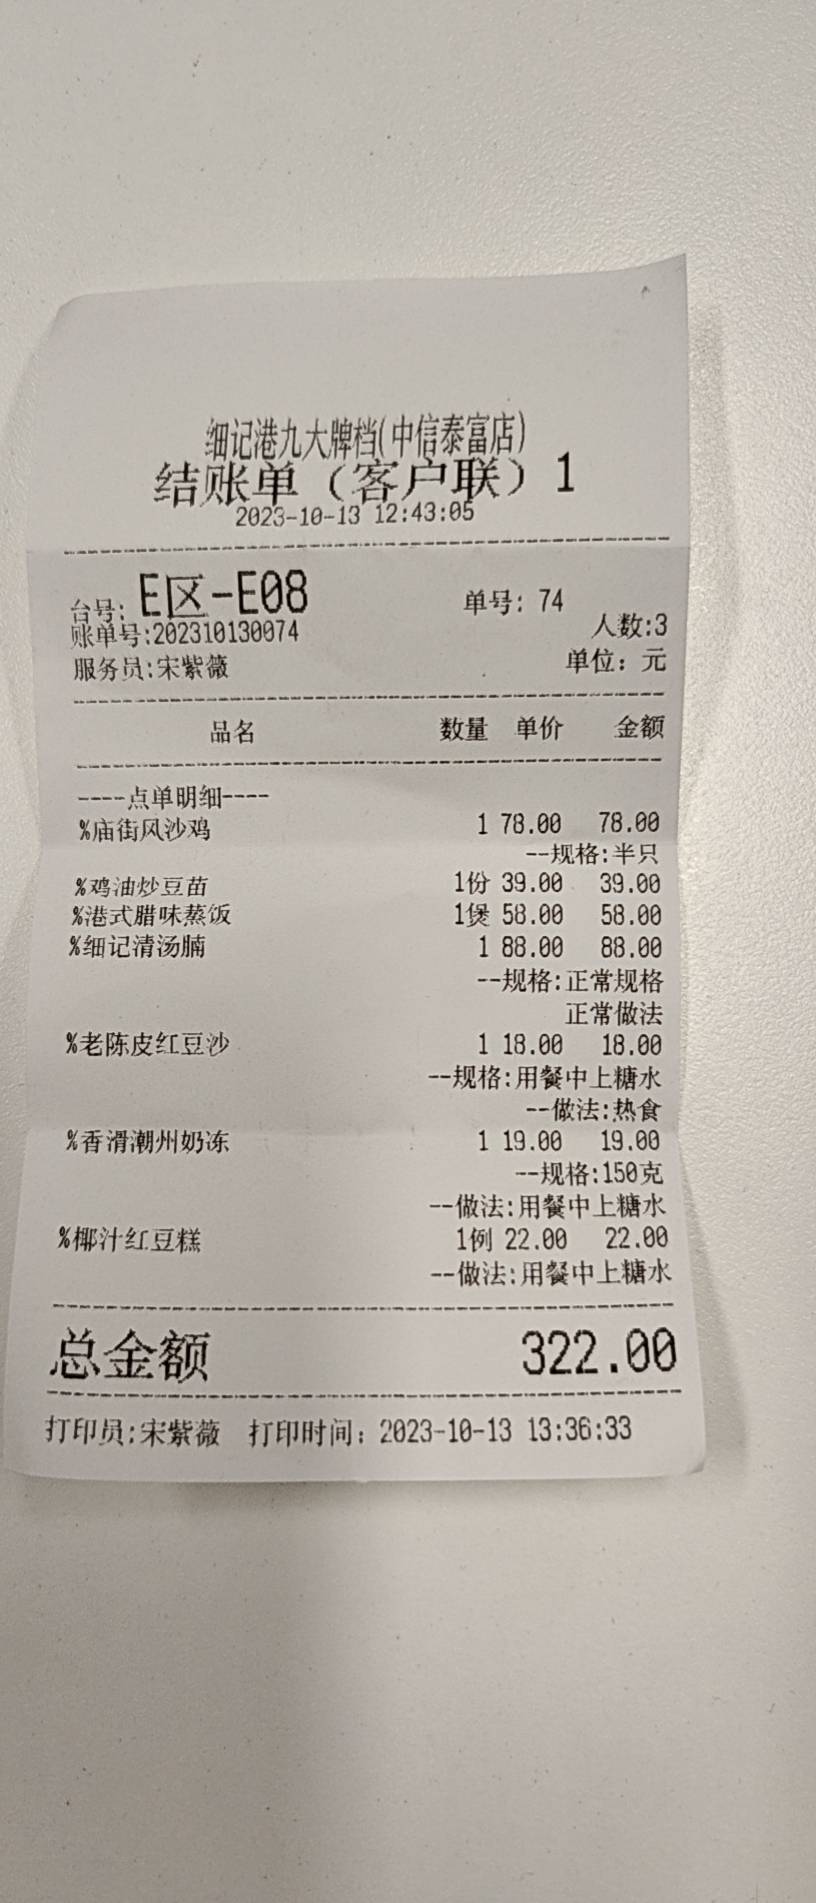 细记港九大牌档(中信泰富店)
结账单（客户联）1
2023-10-13 12:43:05
台号: E区-E08 单号: 74
账单号:202310130074 人数:3
服务员:宋紫薇 单位: 元
品名 数量 单价 金额
----点单明细----
%庙街风沙鸡 1 78.00 78.00
--规格:半只
%鸡油炒豆苗 1份 39.00 39.00
%港式腊味蒸饭 1煲 58.00 58.00
%细记清汤腩 1 88.00 88.00
--规格:正常规格
正常做法
%老陈皮红豆沙 1 18.00 18.00
--规格:用餐中上糖水
--做法:热食
%香滑潮州奶冻 1 19.00 19.00
--规格:150克
--做法:用餐中上糖水
%椰汁红豆糕 1例 22.00 22.00
--做法:用餐中上糖水
总金额 322.00
打印员:宋紫薇 打印时间: 2023-10-13 13:36:33